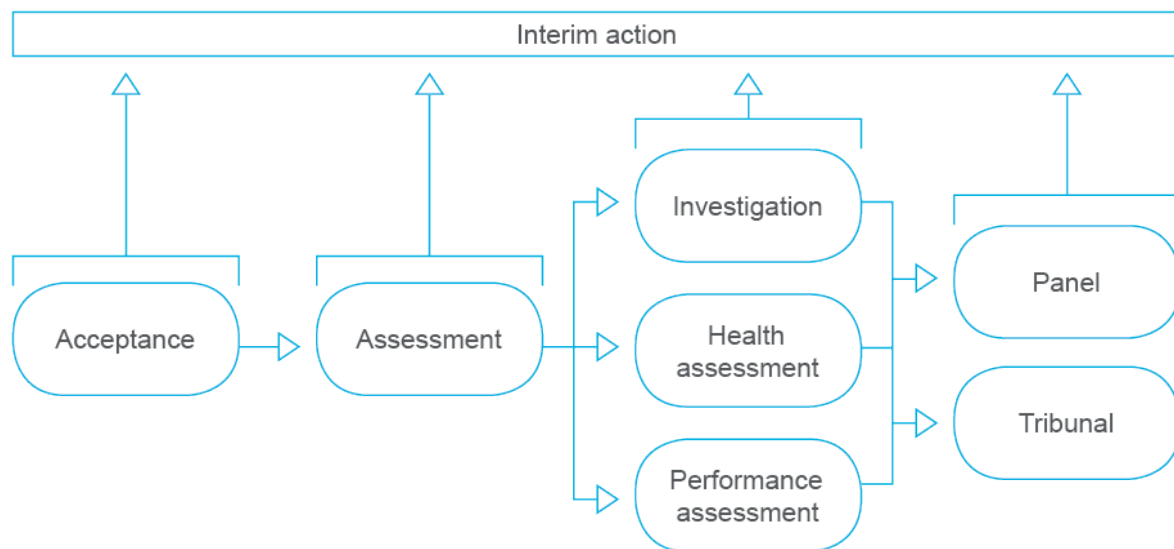 Interim action
Acceptance
Assessment
Investigation
Health
assessment
Performance
assessment
Panel
Tribunal